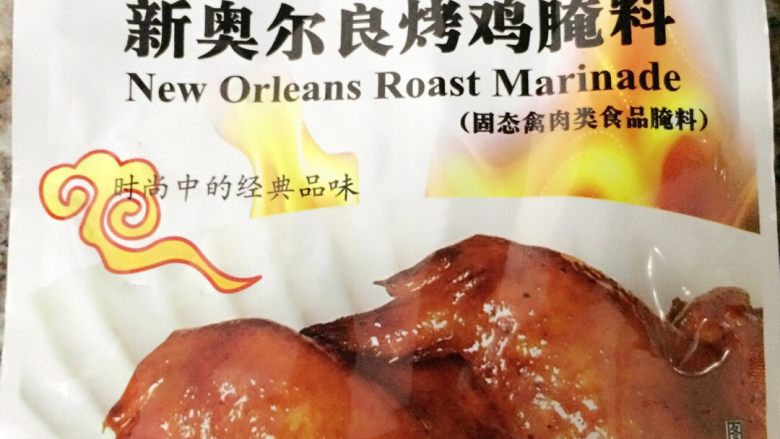 新奥尔良烤鸡腌料
New Orleans Roast Marinade
(固态禽肉类食品腌料)
时尚中的经典品味